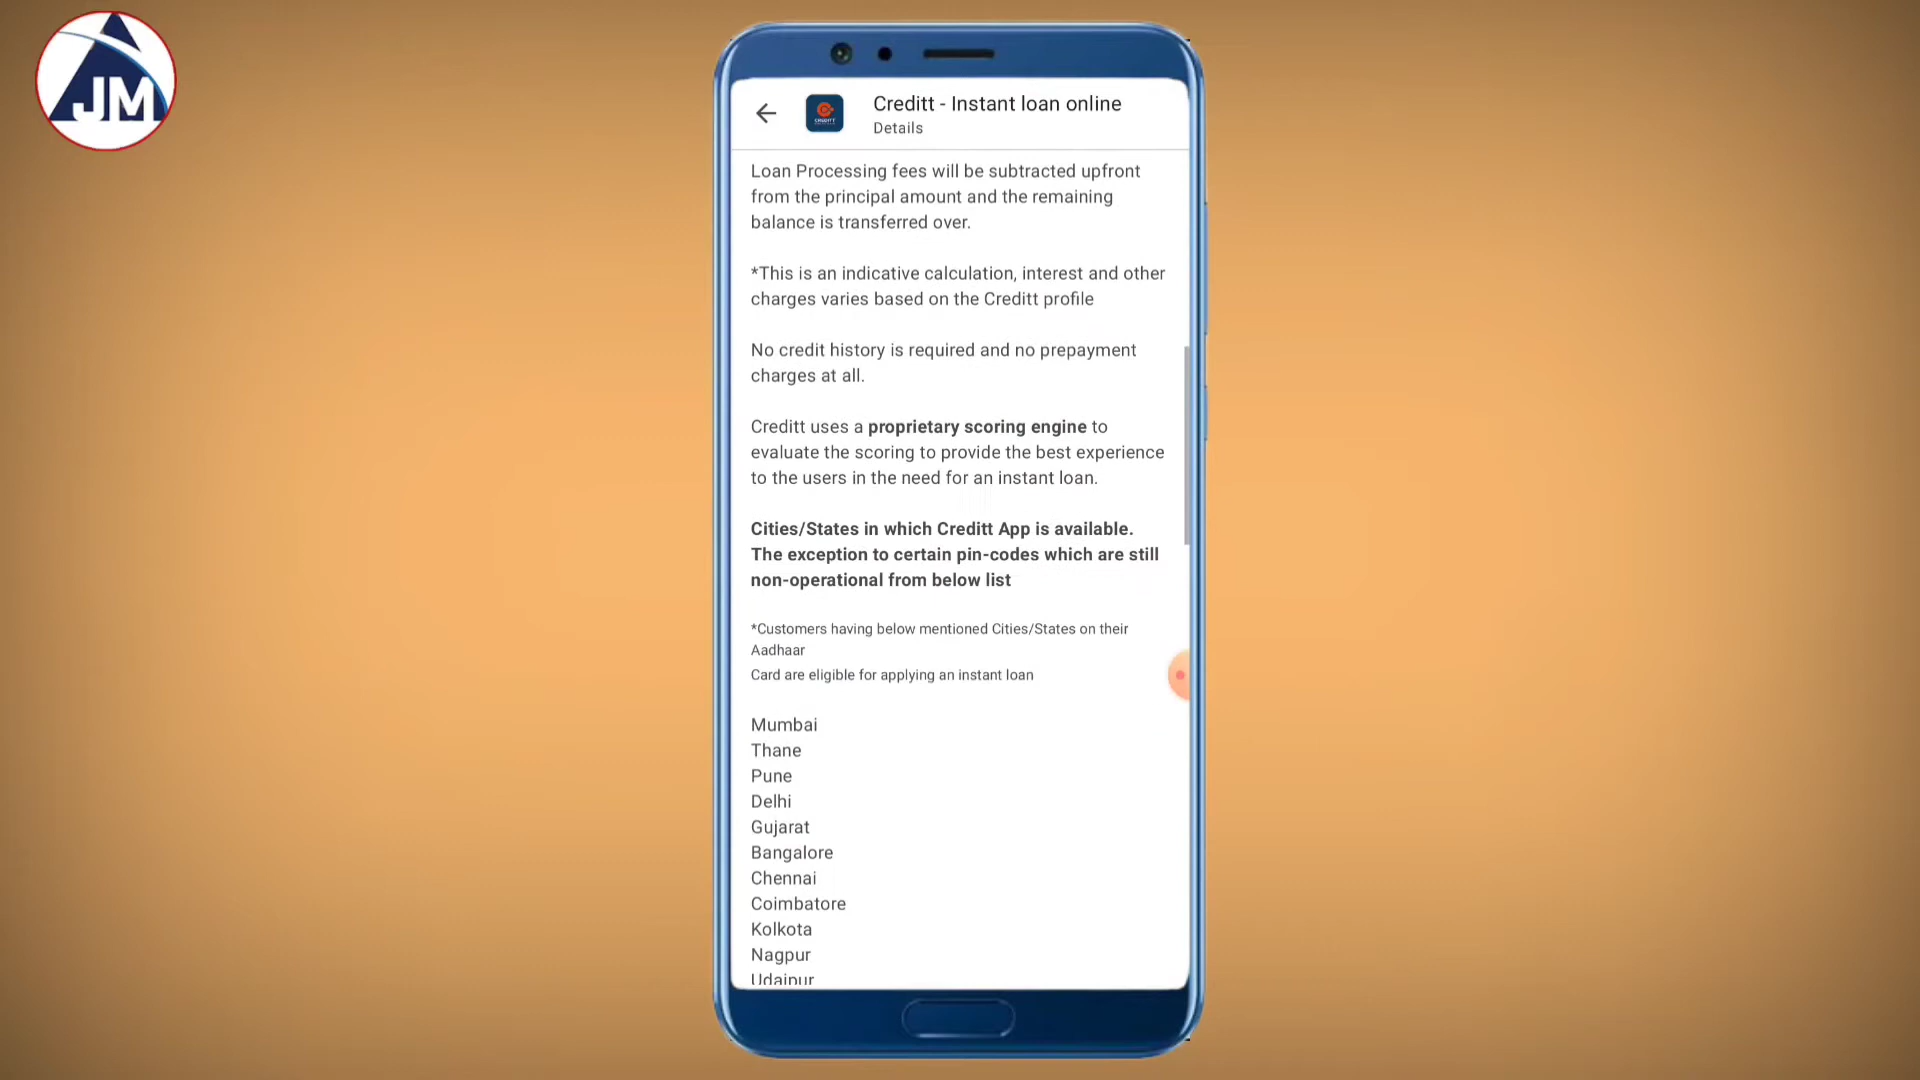 JM
Creditt - Instant loan online
Details
CREDITT
Loan Processing fees will be subtracted upfront
from the principal amount and the remaining
balance is transferred over.
*This is an indicative calculation, interest and other
charges varies based on the Creditt profile
No credit history is required and no prepayment
charges at all.
Creditt uses a proprietary scoring engine to
evaluate the scoring to provide the best experience
to the users in the need for an instant loan.
Cities/States in which Creditt App is available.
The exception to certain pin-codes which are still
non-operational from below list
*Customers having below mentioned Cities/States on their
Aadhaar
Card are eligible for applying an instant loan
Mumbai
Thane
Pune
Delhi
Gujarat
Bangalore
Chennai
Coimbatore
Kolkota
Nagpur
Udaipur